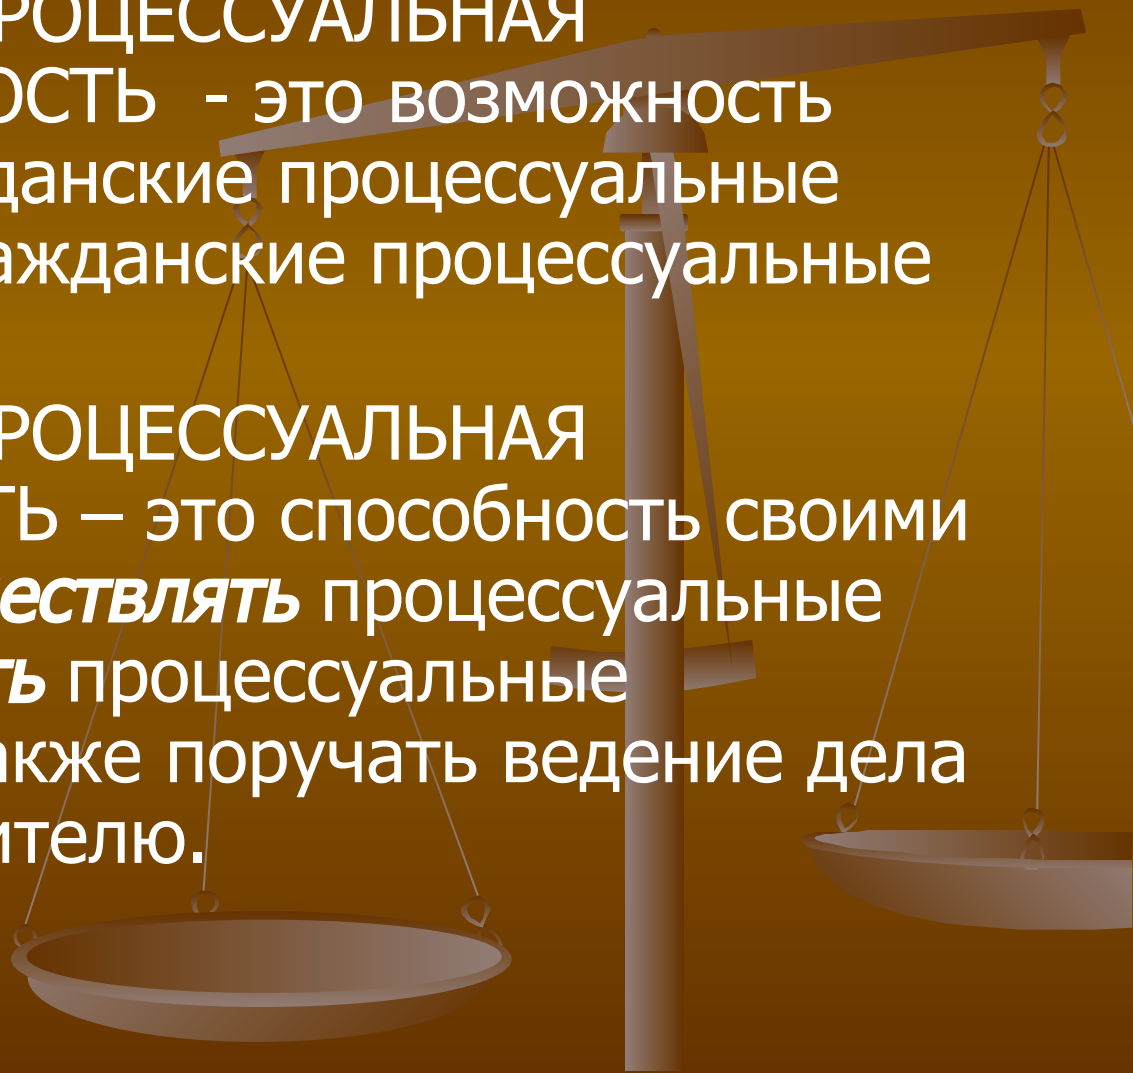 РОЦЕССУАЛЬНАЯ
ОСТЬ - это возможность
данские процессуальные
ажданские процессуальные
РОЦЕССУАЛЬНАЯ
ТЬ – это способность своими
ествлять процессуальные
ть процессуальные
акже поручать ведение дела
ителю.